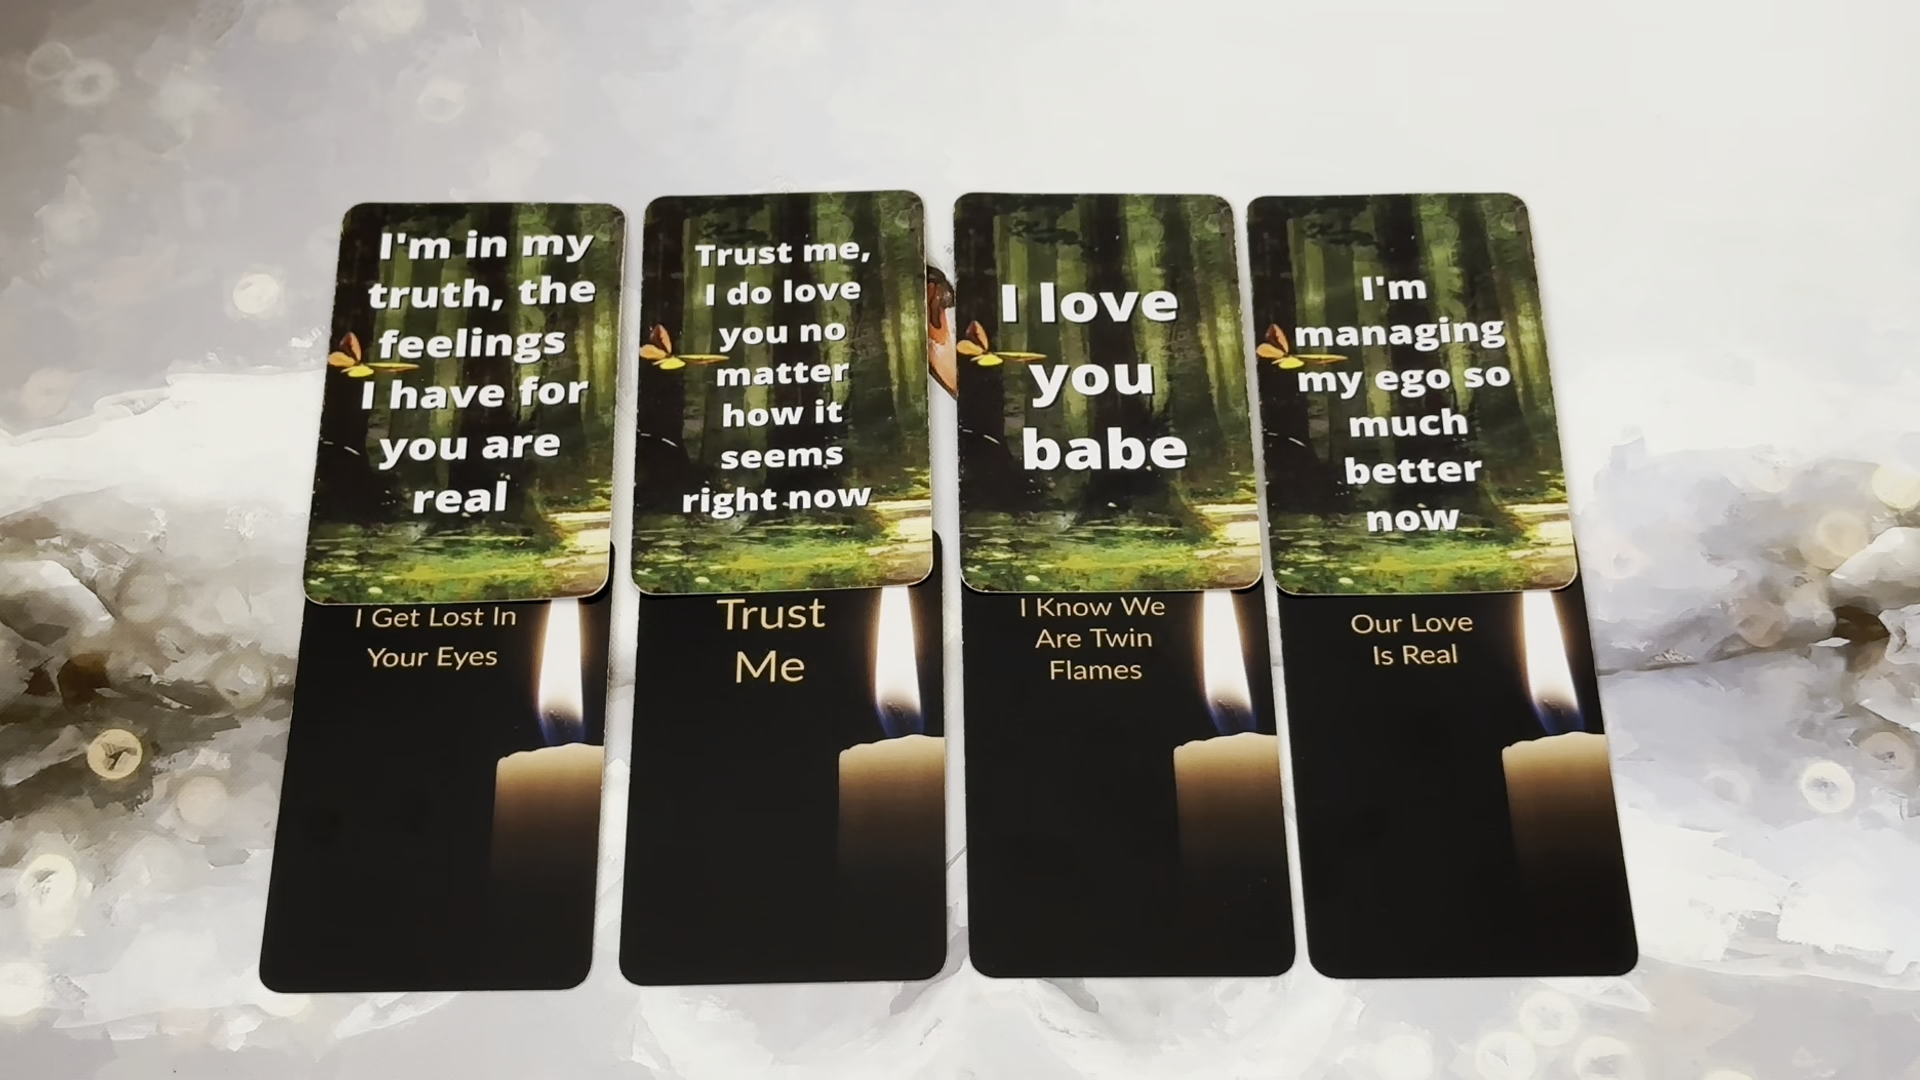 I'm in my
truth, the
feelings
I have for
you are
real
Trust me,
I do love
you no
matter
how it
seems
right now
I love
you
babe
I'm
managing
my ego so
much
better
now
I Get Lost In
Your Eyes
Trust
Me
I Know We
Are Twin
Flames
Our Love
Is Real